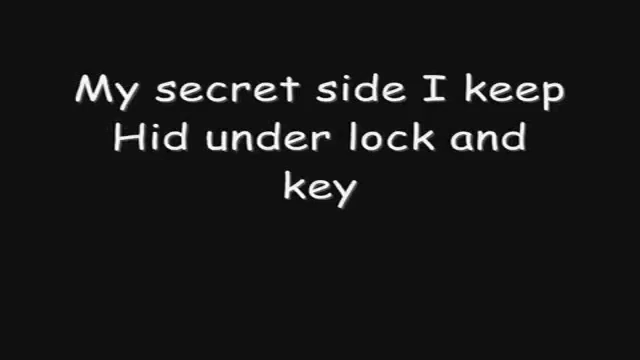 My secret side I keep
Hid under lock and
key